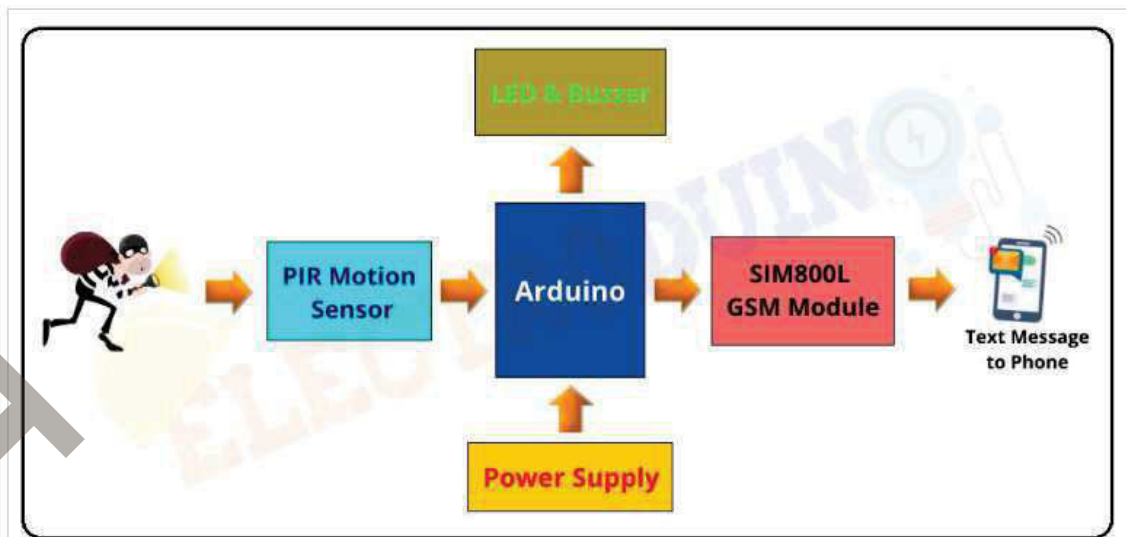 LED & Buzzer
PIR Motion
Sensor
Arduino
SIM800L
GSM Module
Text Message
to Phone
Power Supply